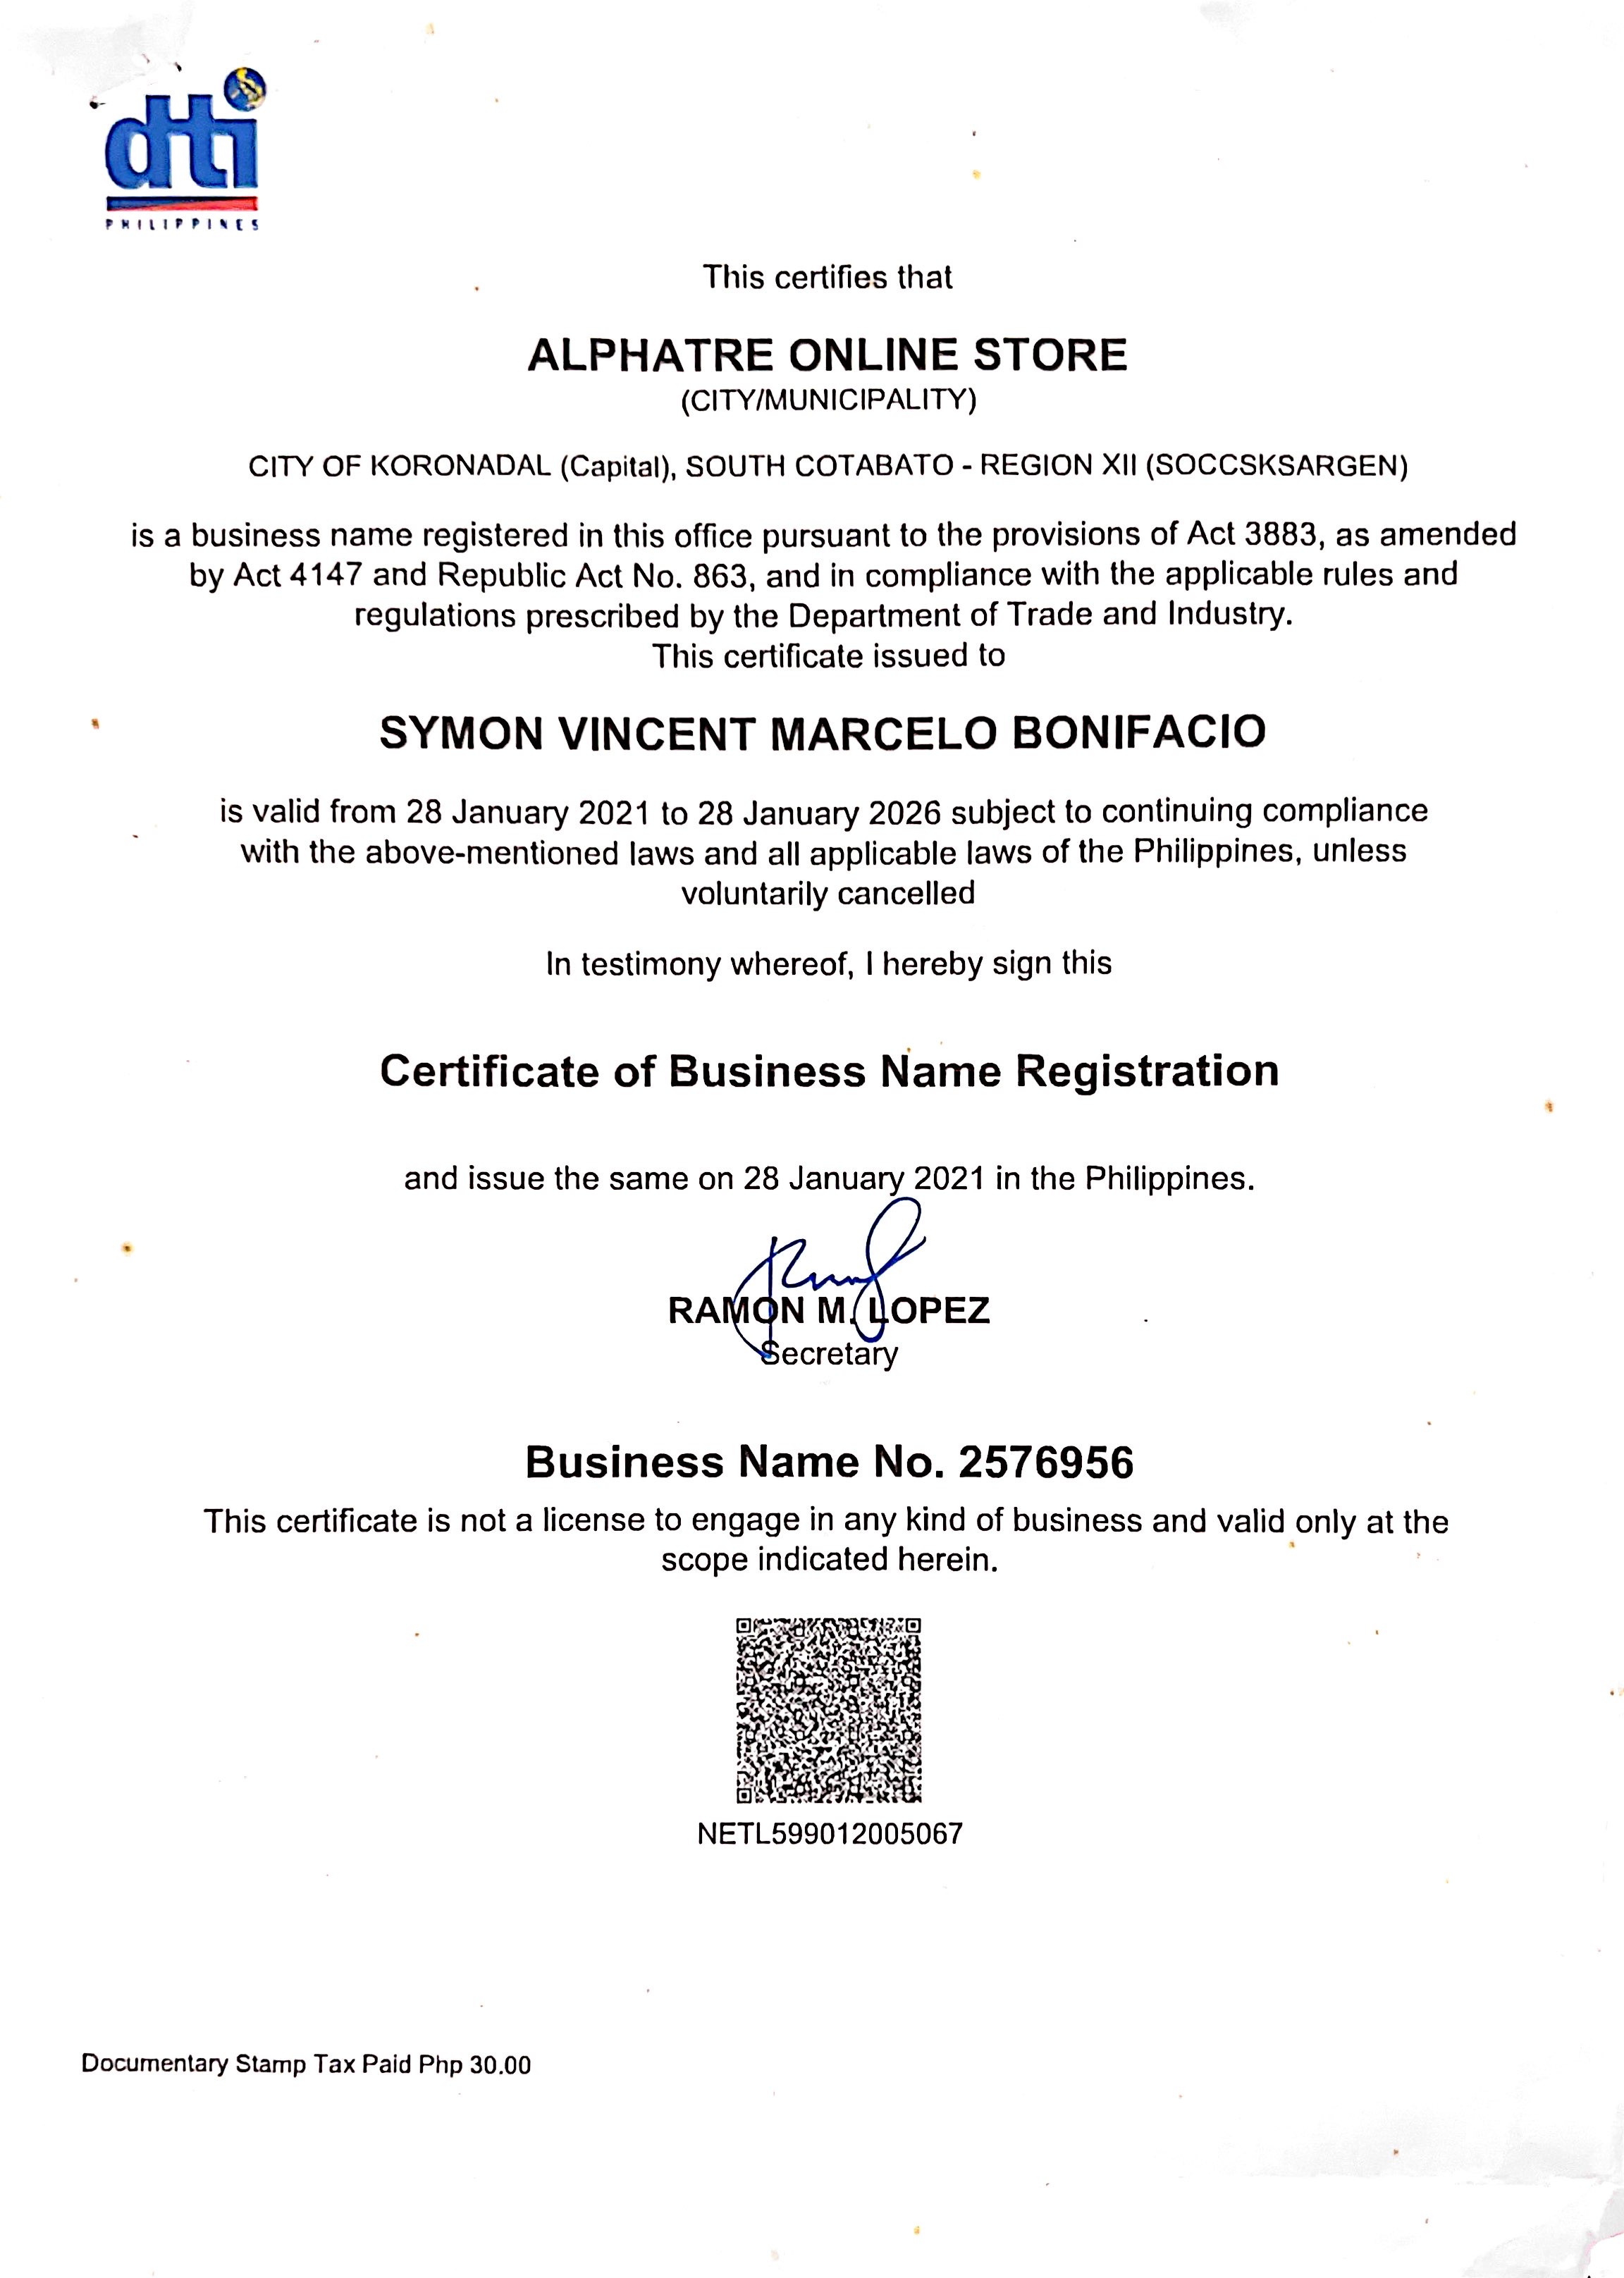 dti
PHILIPPINES
This certifies that
ALPHATRE ONLINE STORE
(CITY/MUNICIPALITY)
CITY OF KORONADAL (Capital), SOUTH COTABATO - REGION XII (SOCCSKSARGEN)
is a business name registered in this office pursuant to the provisions of Act 3883, as amended
by Act 4147 and Republic Act No. 863, and in compliance with the applicable rules and
regulations prescribed by the Department of Trade and Industry.
This certificate issued to
SYMON VINCENT MARCELO BONIFACIO
is valid from 28 January 2021 to 28 January 2026 subject to continuing compliance
with the above-mentioned laws and all applicable laws of the Philippines, unless
voluntarily cancelled
In testimony whereof, I hereby sign this
Certificate of Business Name Registration
and issue the same on 28 January 2021 in the Philippines.
RAMON M. LOPEZ
Secretary
Business Name No. 2576956
This certificate is not a license to engage in any kind of business and valid only at the
scope indicated herein.
NETL599012005067
Documentary Stamp Tax Paid Php 30.00